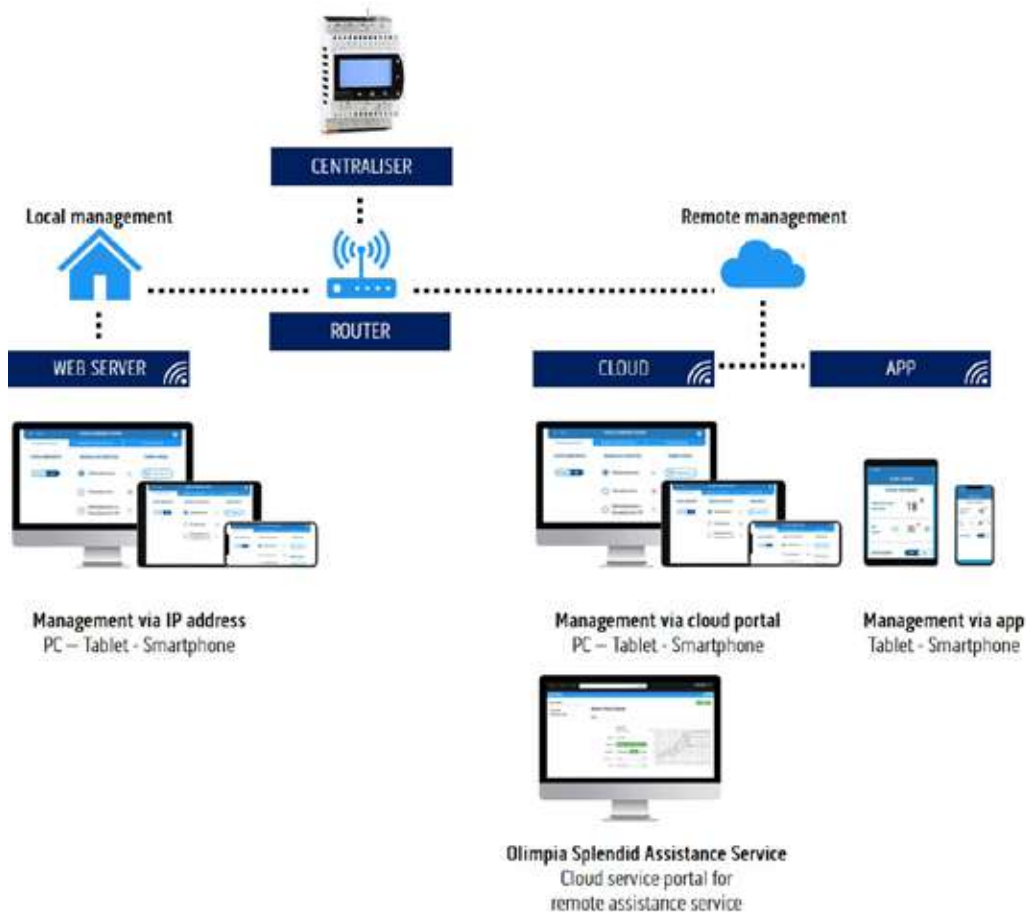 CENTRALISER
Local management
Remote management
ROUTER
WEB SERVER
CLOUD
APP
Management via IP address
PC – Tablet - Smartphone
Management via cloud portal
PC – Tablet - Smartphone
Management via app
Tablet - Smartphone
Olimpia Splendid Assistance Service
Cloud service portal for
remote assistance service